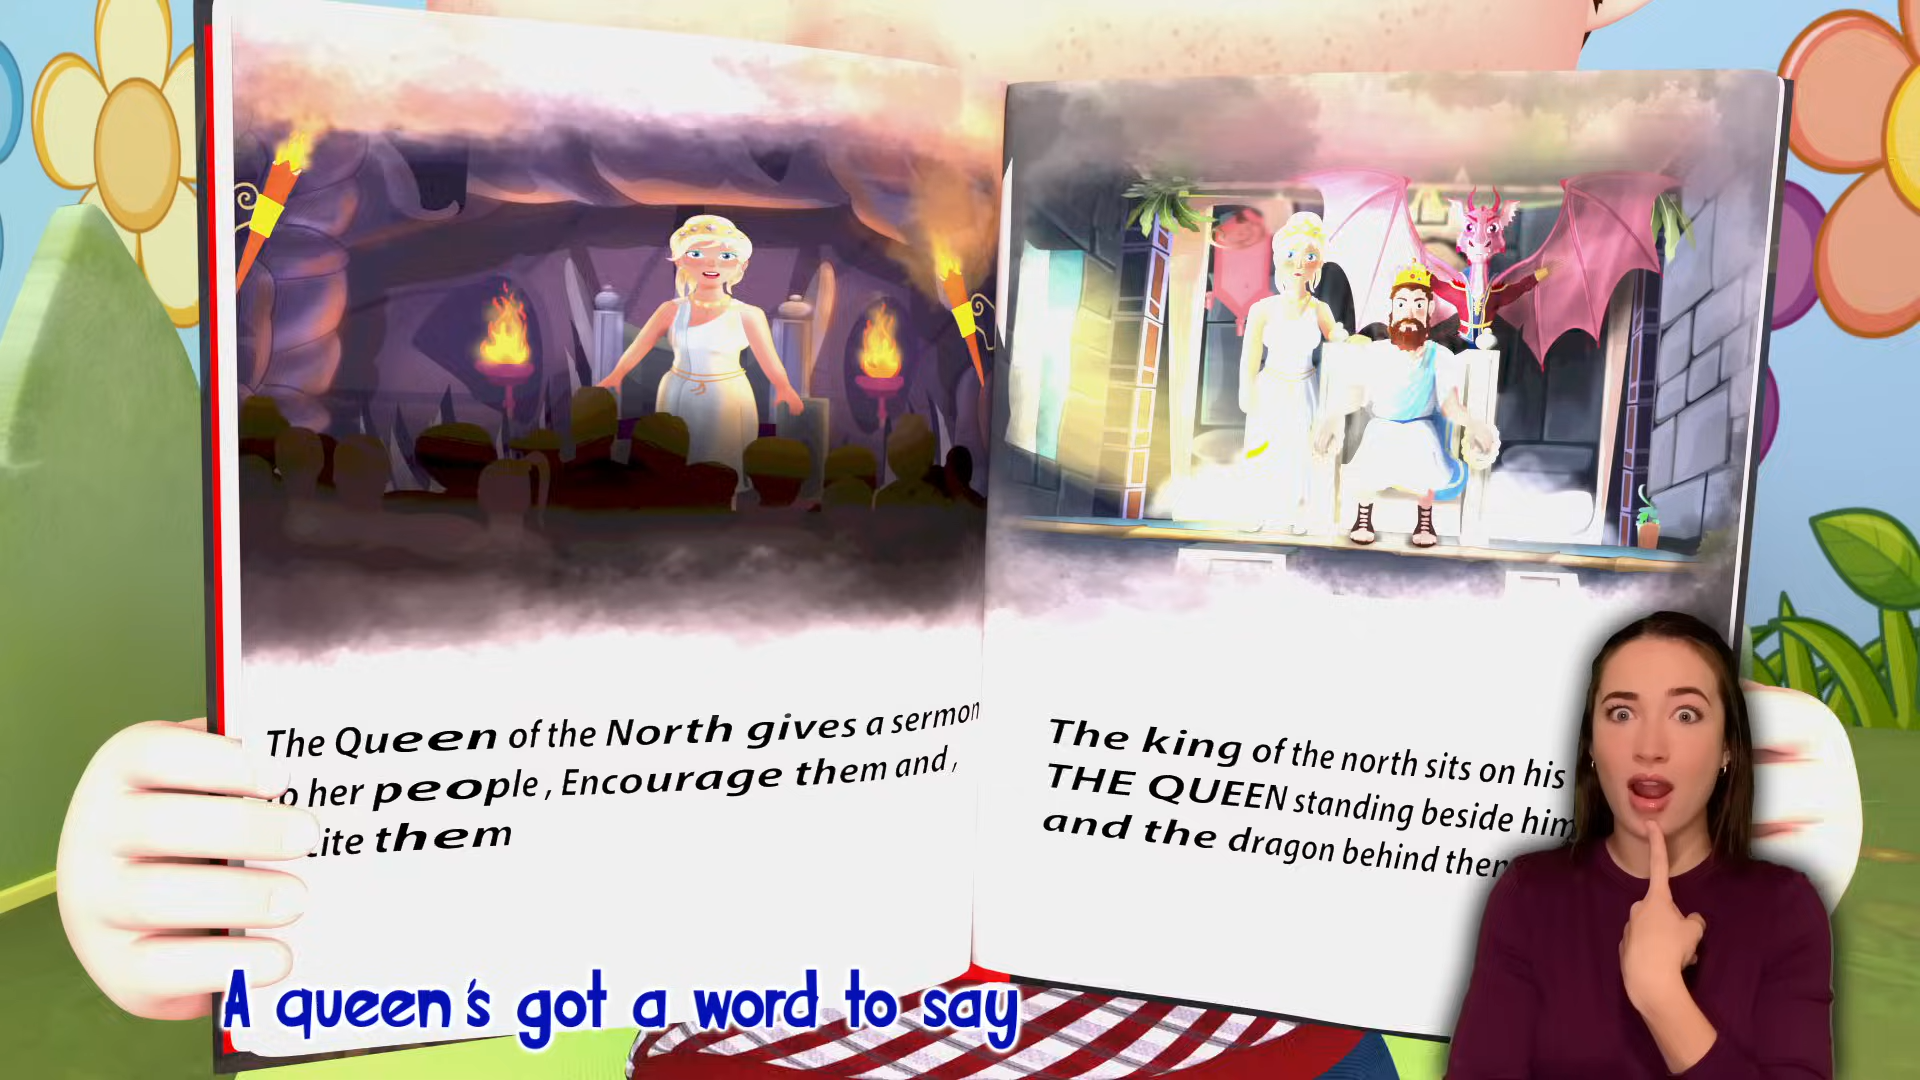 The Queen of the North gives a sermon
her people, Encourage them and,
them
The king of the north sits on his
THE QUEEN standing beside him
and the dragon behind
A queen's got a word to say